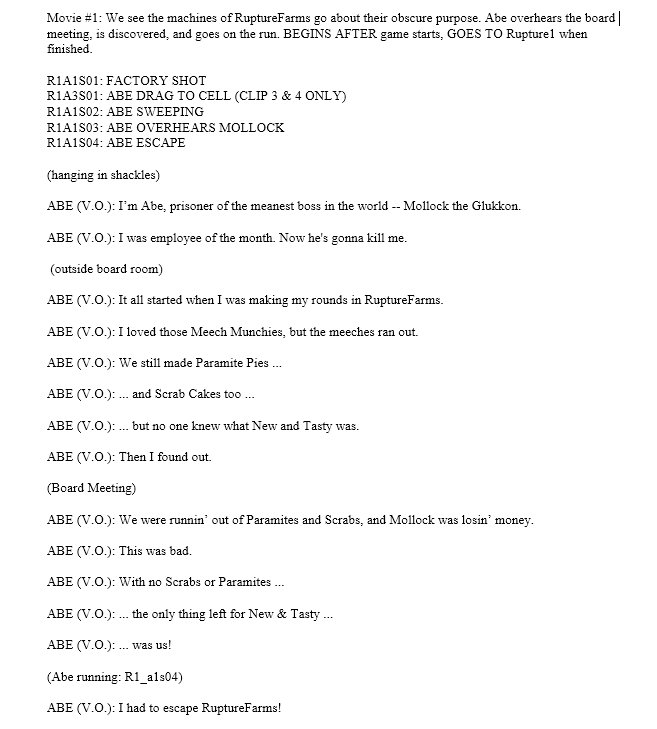 Movie #1: We see the machines of RuptureFarms go about their obscure purpose. Abe overhears the board
meeting, is discovered, and goes on the run. BEGINS AFTER game starts, GOES TO Rupture1 when
finished.
R1A1S01: FACTORY SHOT
R1A3S01: ABE DRAG TO CELL (CLIP 3 & 4 ONLY)
R1A1S02: ABE SWEEPING
R1A1S03: ABE OVERHEARS MOLLOCK
R1A1S04: ABE ESCAPE
(hanging in shackles)
ABE (V.O.): I'm Abe, prisoner of the meanest boss in the world -- Mollock the Glukkon.
ABE (V.O.): I was employee of the month. Now he's gonna kill me.
(outside board room)
ABE (V.O.): It all started when I was making my rounds in RuptureFarms.
ABE (V.O.): I loved those Meech Munchies, but the meeches ran out.
ABE (V.O.): We still made Paramite Pies ...
ABE (V.O.): ... and Scrab Cakes too ...
ABE (V.O.): ... but no one knew what New and Tasty was.
ABE (V.O.): Then I found out.
(Board Meeting)
ABE (V.O.): We were runnin' out of Paramites and Scrabs, and Mollock was losin' money.
ABE (V.O.): This was bad.
ABE (V.O.): With no Scrabs or Paramites ...
ABE (V.O.): ... the only thing left for New & Tasty ...
ABE (V.O.): ... was us!
(Abe running: R1_a1s04)
ABE (V.O.): I had to escape RuptureFarms!